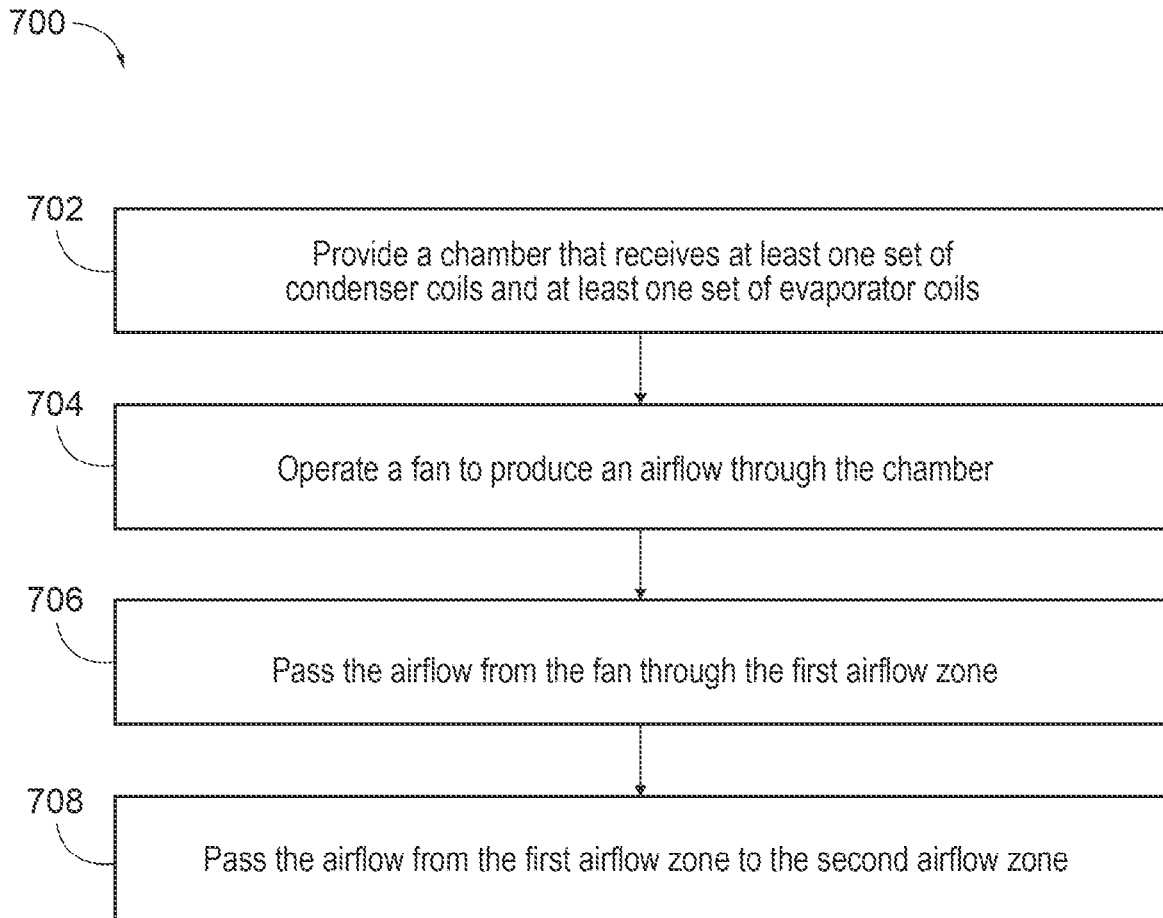 700
702
Provide a chamber that receives at least one set of
condenser coils and at least one set of evaporator coils
704
Operate a fan to produce an airflow through the chamber
706
Pass the airflow from the fan through the first airflow zone
708
Pass the airflow from the first airflow zone to the second airflow zone